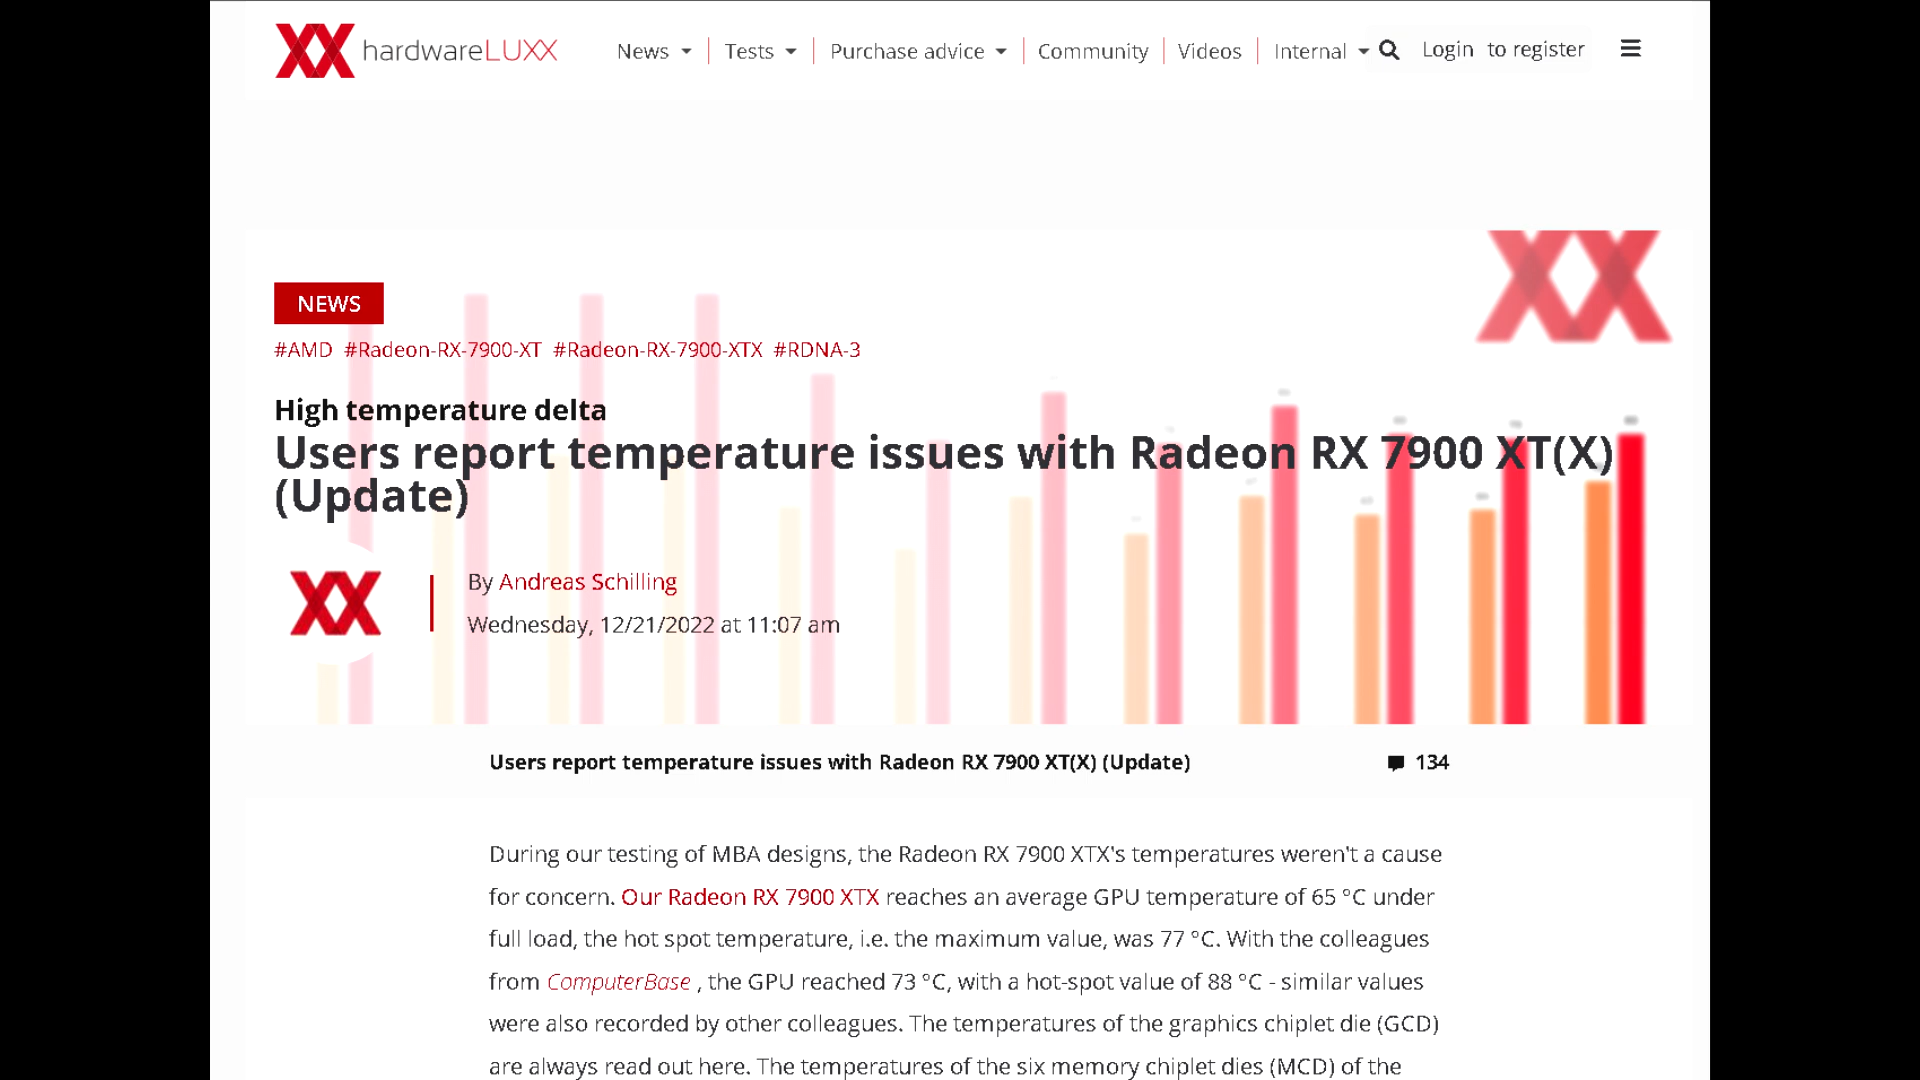 hardwareLUXX
News
Tests
Purchase advice
Community
Videos
Internal
Login
to register
NEWS
#AMD #Radeon-RX-7900-XT #Radeon-RX-7900-XTX #RDNA-3
High temperature delta
Users report temperature issues with Radeon RX 7900 XT(X)
(Update)
By Andreas Schilling
Wednesday, 12/21/2022 at 11:07 am
Users report temperature issues with Radeon RX 7900 XT(X) (Update)
134
During our testing of MBA designs, the Radeon RX 7900 XTX's temperatures weren't a cause
for concern. Our Radeon RX 7900 XTX reaches an average GPU temperature of 65 °C under
full load, the hot spot temperature, i.e. the maximum value, was 77 °C. With the colleagues
from ComputerBase , the GPU reached 73 °C, with a hot-spot value of 88 °C - similar values
were also recorded by other colleagues. The temperatures of the graphics chiplet die (GCD)
are always read out here. The temperatures of the six memory chiplet dies (MCD) of the